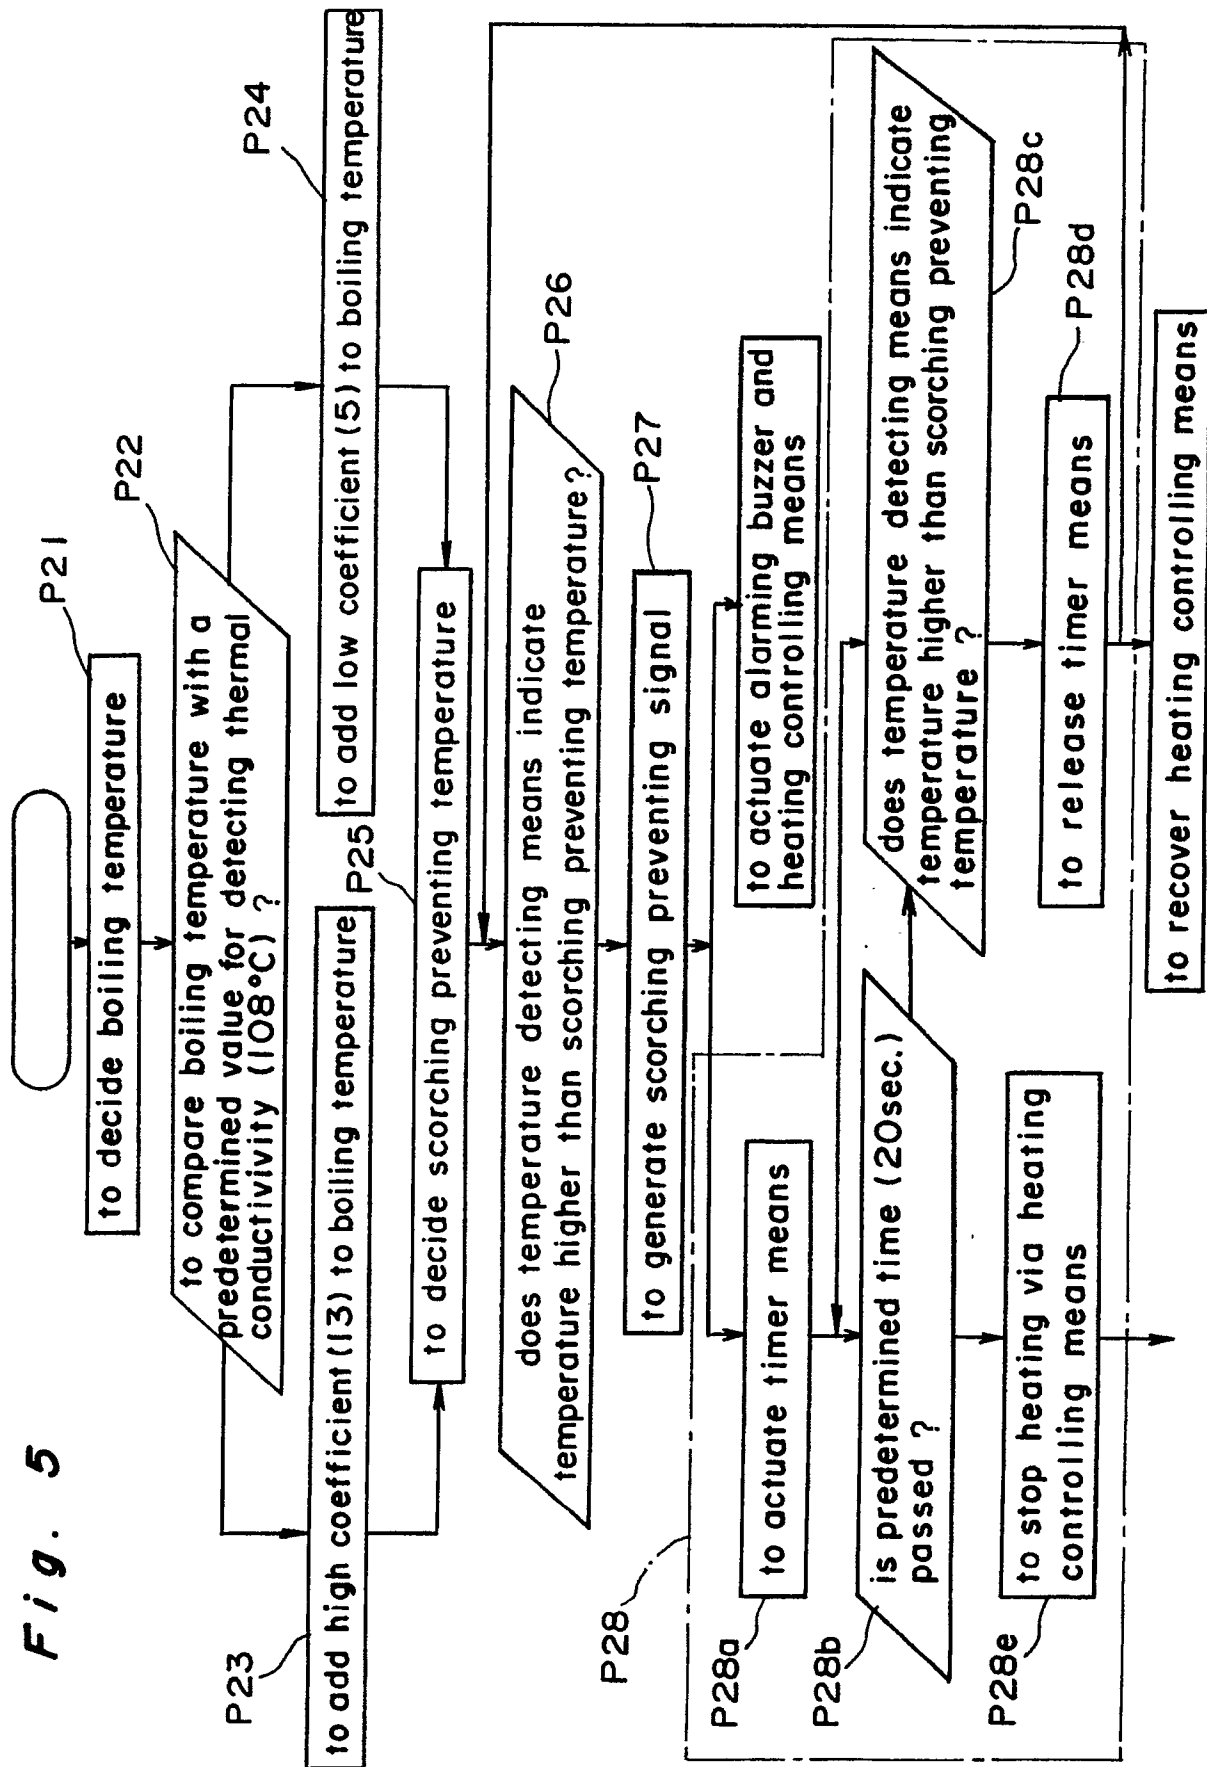 Fig. 5
to decide boiling temperature
P21
to compare boiling temperature with a
predetermined value for detecting thermal
conductivivity (108°C) ?
P22
P23
to add high coefficient (13) to boiling temperature
to add low coefficient (5) to boiling temperature
P24
P25
to decide scorching preventing temperature
does temperature detecting means indicate
temperature higher than scorching preventing temperature?
P26
to generate scorching preventing signal
P27
P28
to actuate alarming buzzer and
heating controlling means
P28a
to actuate timer means
P28b
is predetermined time (20sec.)
passed ?
does temperature detecting means indicate
temperature higher than scorching preventing
temperature ?
P28c
P28e
to stop heating via heating
controlling means
to release timer means
P28d
to recover heating controlling means